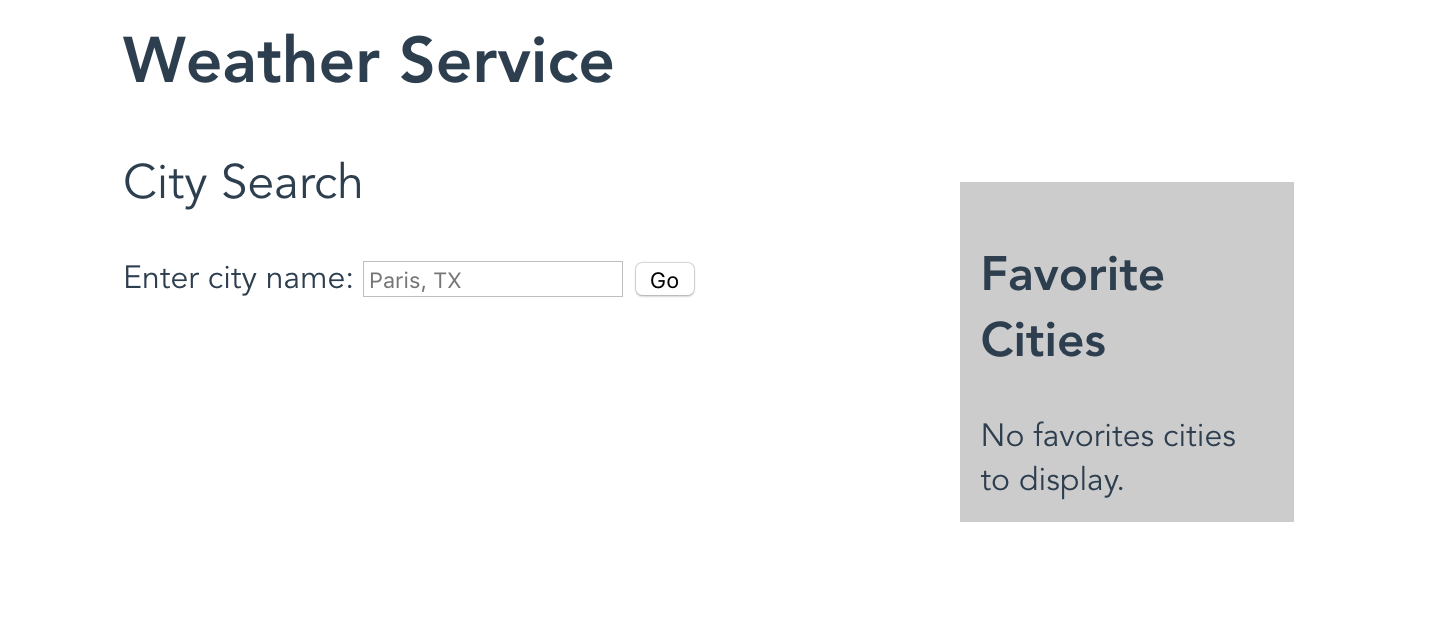 Weather Service
City Search
Enter city name: Paris, TX Go
Favorite
Cities
No favorites cities
to display.